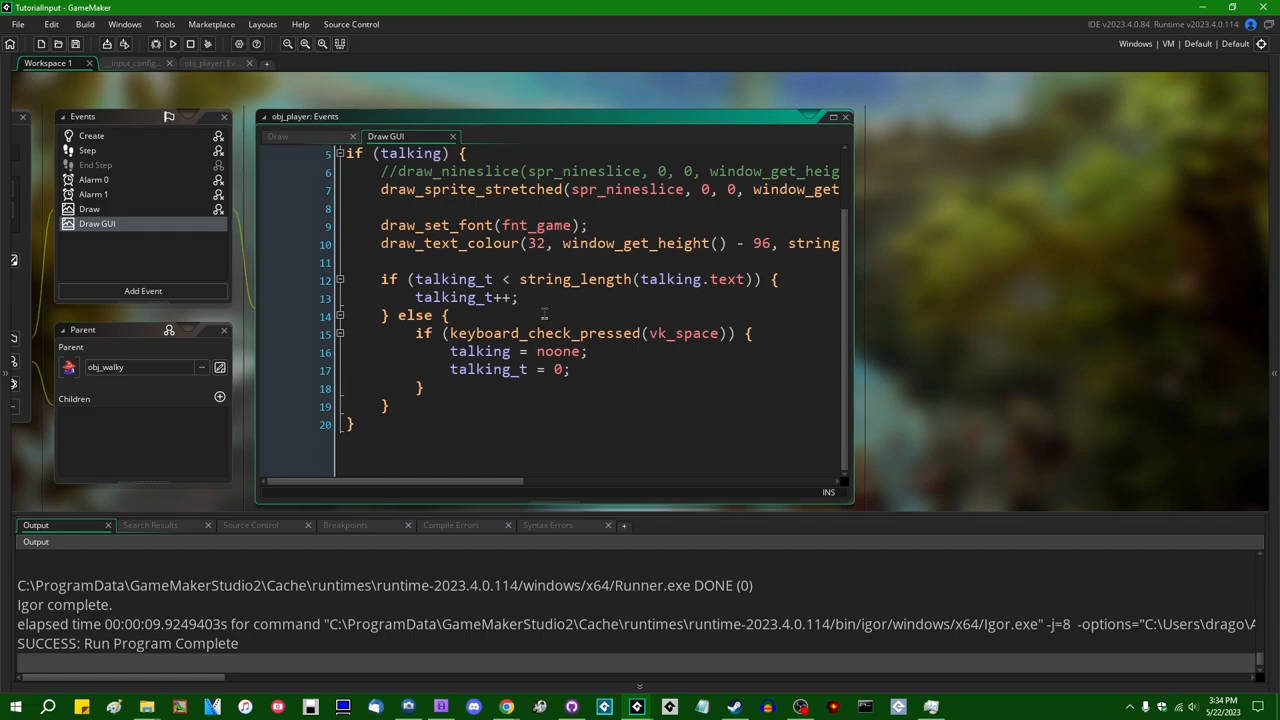 TutorialInput - GameMaker
File Edit Build Windows Tools Marketplace Layouts Help Source Control
IDE v2023.4.0.84 Runtime v2023.4.0.114
Windows | VM | Default | Default
Workspace 1 __input_config... obj_player: Ev...
Events
Create
Step
End Step
Alarm 0
Alarm 1
Draw
Draw GUI
Add Event
Parent
Parent
obj_walky
Children
obj_player: Events
Draw Draw GUI
5 if (talking) {
6 //draw_nineslice(spr_nineslice, 0, 0, window_get_heig
7 draw_sprite_stretched(spr_nineslice, 0, 0, window_get
8
9 draw_set_font(fnt_game);
10 draw_text_colour(32, window_get_height() - 96, string
11
12 if (talking_t < string_length(talking.text)) {
13 talking_t++;
14 } else {
15 if (keyboard_check_pressed(vk_space)) {
16 talking = noone;
17 talking_t = 0;
18 }
19 }
20 }
INS
Output Search Results Source Control Breakpoints Compile Errors Syntax Errors
Output
C:\ProgramData\GameMakerStudio2\Cache\runtimes\runtime-2023.4.0.114/windows/x64/Runner.exe DONE (0)
Igor complete.
elapsed time 00:00:09.9249403s for command "C:\ProgramData\GameMakerStudio2\Cache\runtimes\runtime-2023.4.0.114/bin/igor/windows/x64/Igor.exe" -j=8 -options="C:\Users\drago\A
SUCCESS: Run Program Complete
3:34 PM
5/22/2023